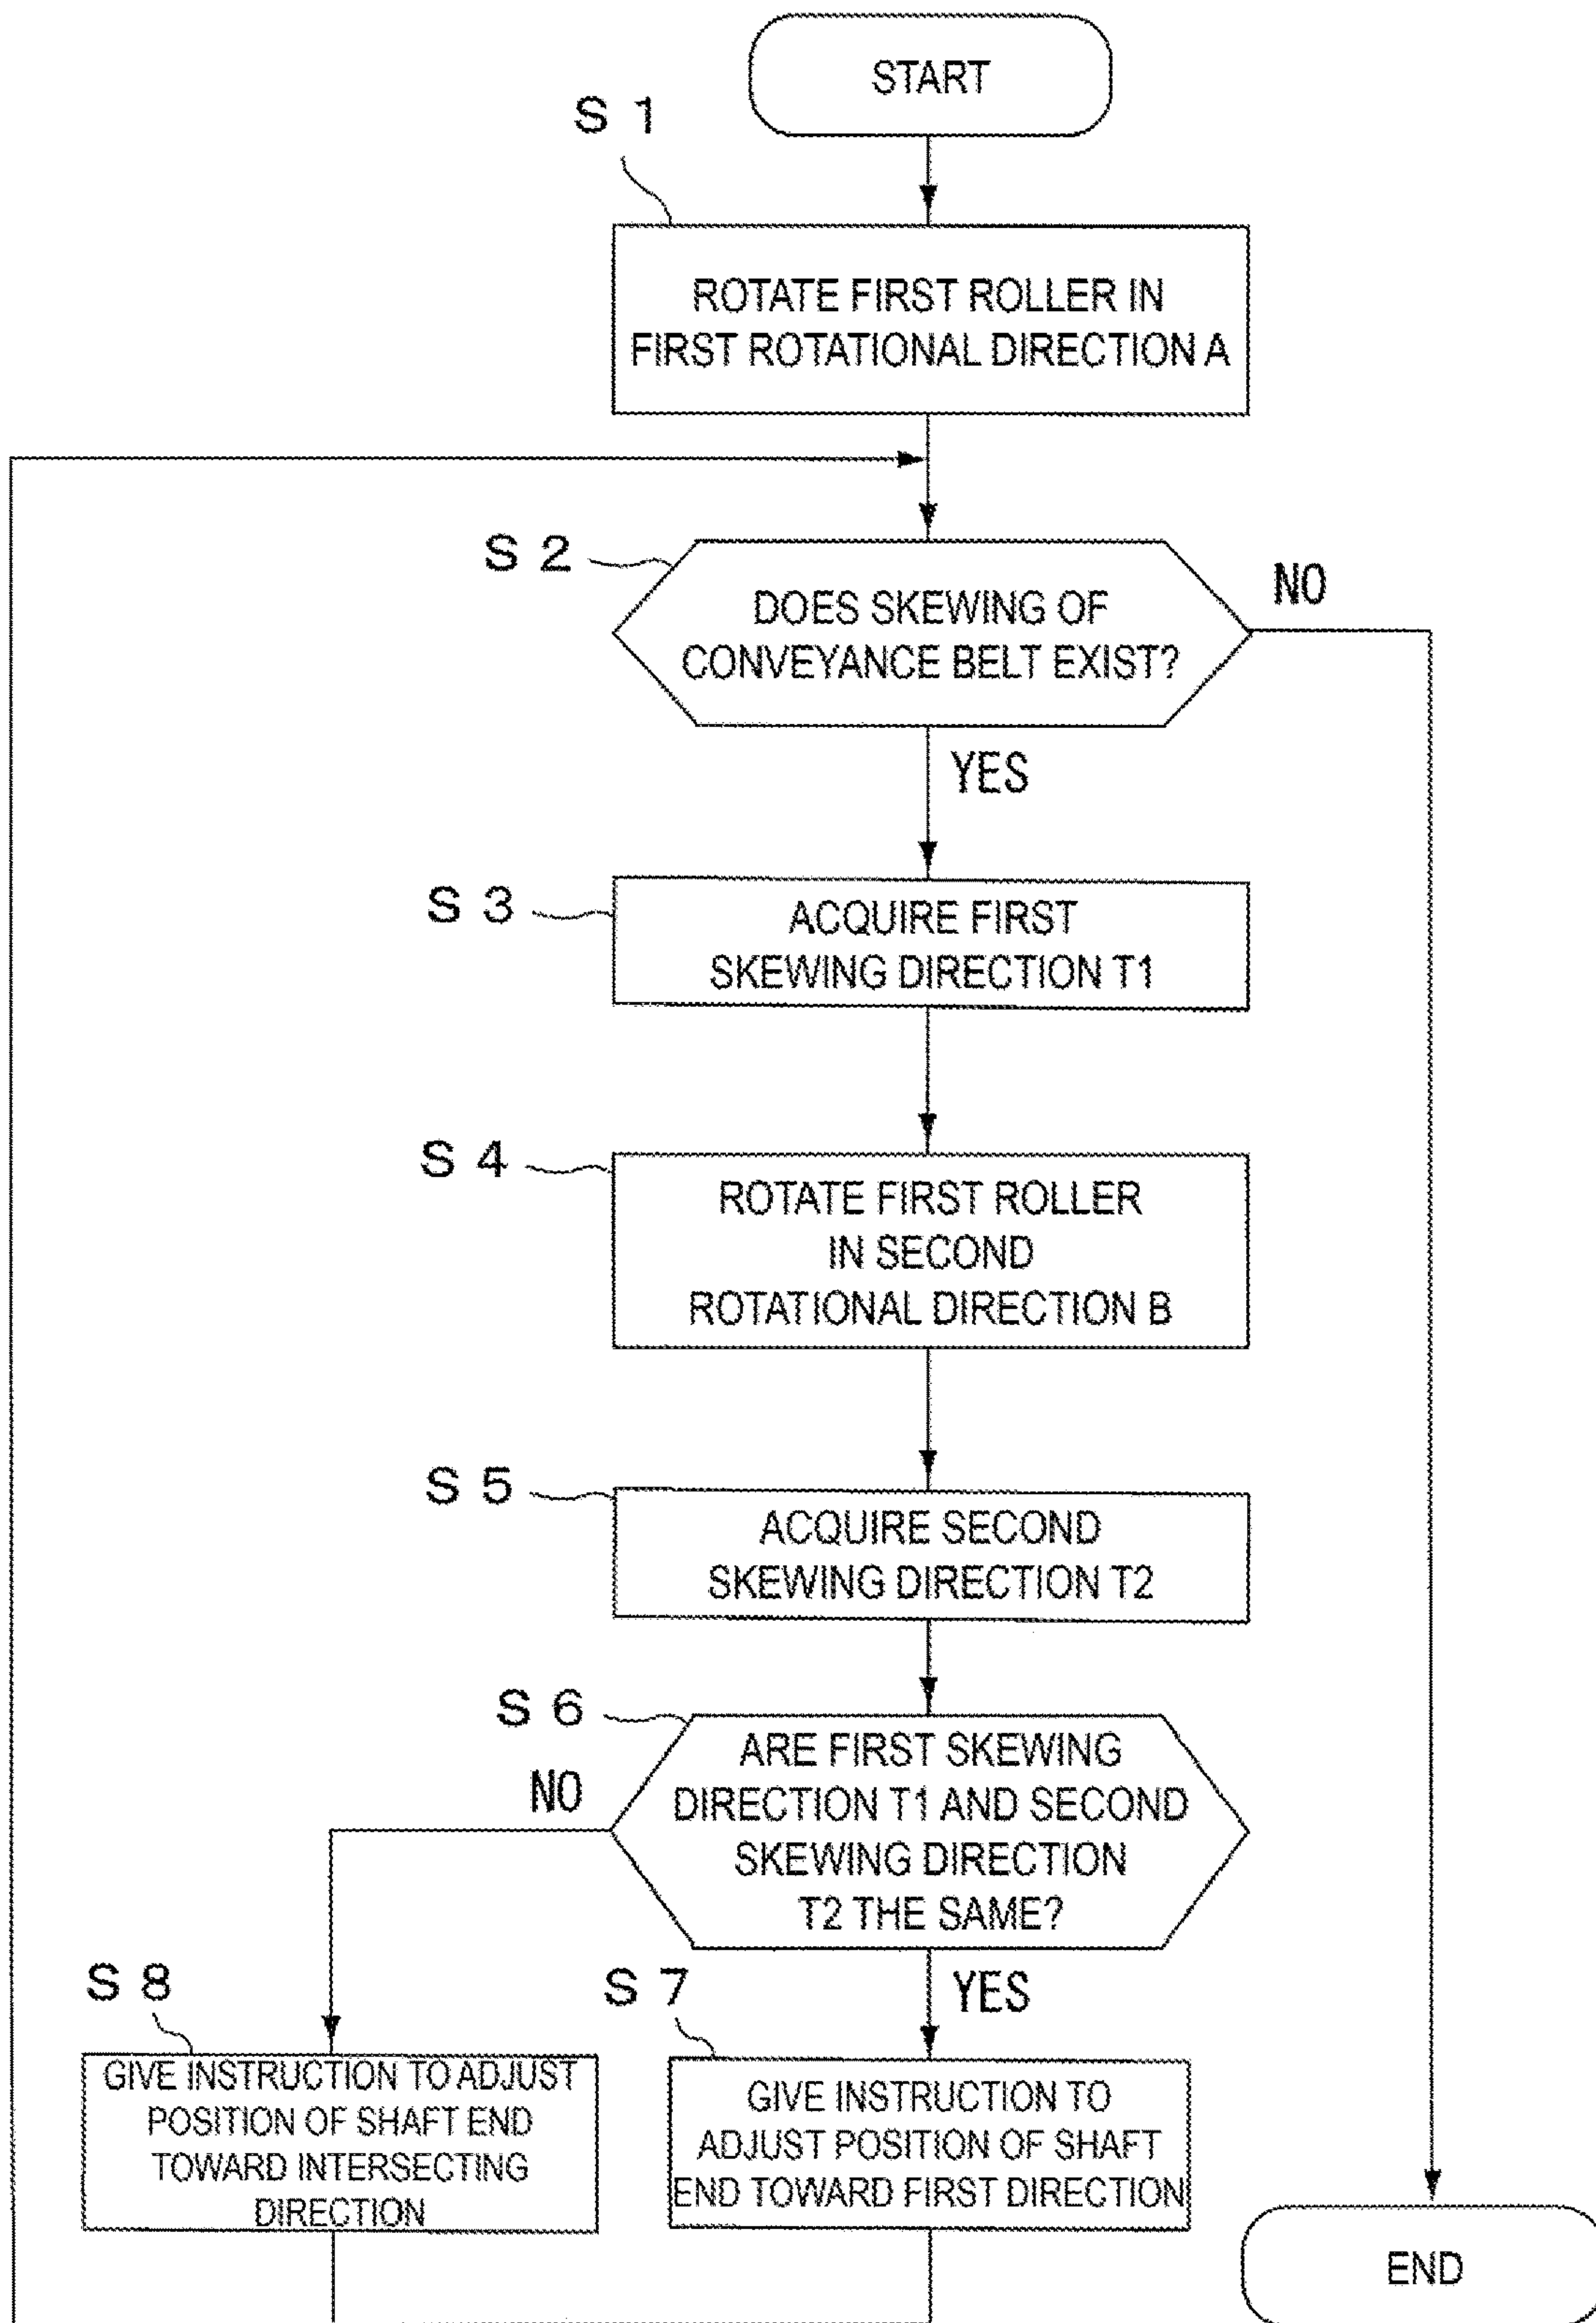 START
S 1
ROTATE FIRST ROLLER IN
FIRST ROTATIONAL DIRECTION A
S 2
DOES SKEWING OF
CONVEYANCE BELT EXIST?
NO
YES
S 3
ACQUIRE FIRST
SKEWING DIRECTION T1
S 4
ROTATE FIRST ROLLER
IN SECOND
ROTATIONAL DIRECTION B
S 5
ACQUIRE SECOND
SKEWING DIRECTION T2
S 6
ARE FIRST SKEWING
DIRECTION T1 AND SECOND
SKEWING DIRECTION
T2 THE SAME?
NO
YES
S 8
GIVE INSTRUCTION TO ADJUST
POSITION OF SHAFT END
TOWARD INTERSECTING
DIRECTION
S 7
GIVE INSTRUCTION TO
ADJUST POSITION OF SHAFT
END TOWARD FIRST DIRECTION
END